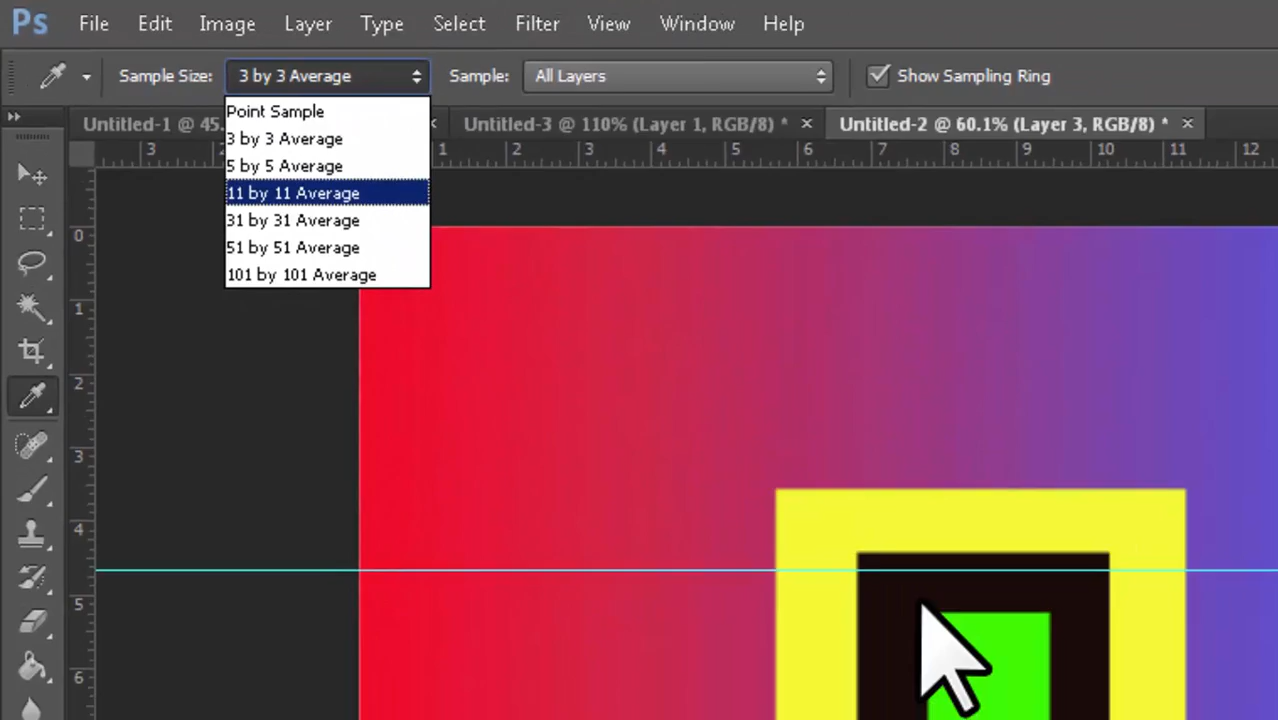 Ps File Edit Image Layer Type Select Filter View Window Help
Sample Size: 3 by 3 Average Sample: All Layers Show Sampling Ring
Point Sample
3 by 3 Average
5 by 5 Average
11 by 11 Average
31 by 31 Average
51 by 51 Average
101 by 101 Average
Untitled-1 @ 45. Untitled-3 @ 110% (Layer 1, RGB/8) * Untitled-2 @ 60.1% (Layer 3, RGB/8) *
3 2 1 2 3 4 5 6 7 8 9 10 11 12
0
1
2
3
4
5
6